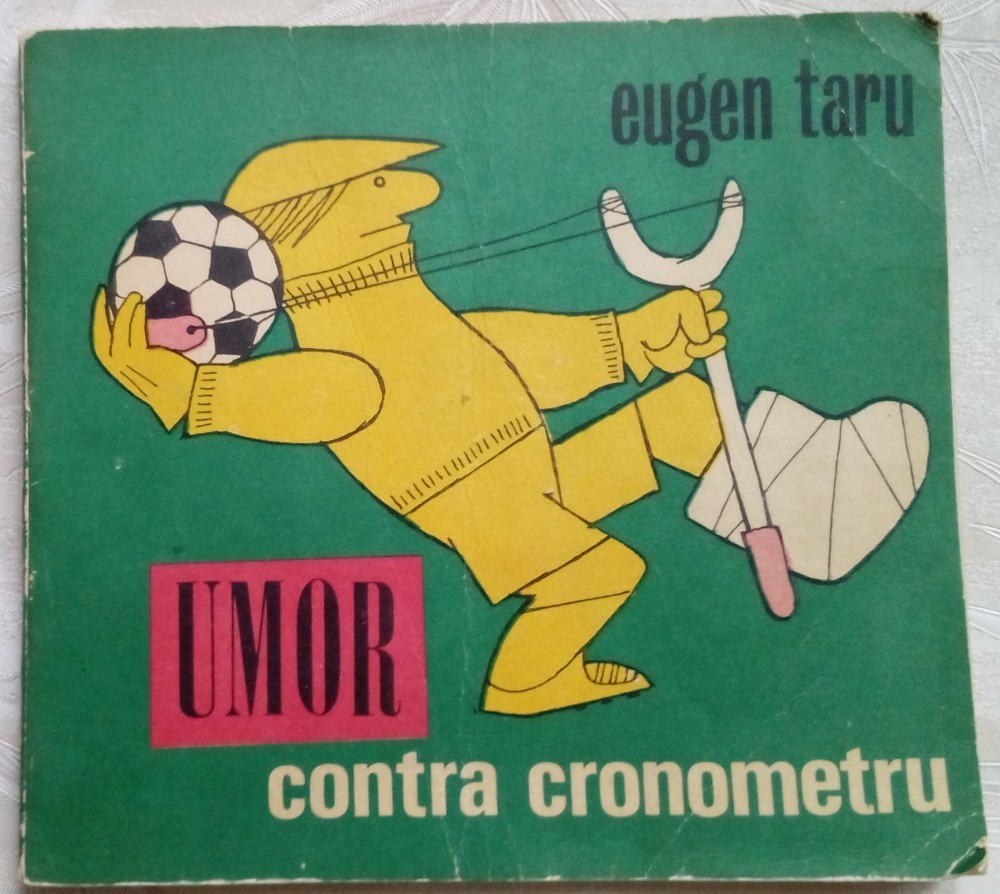 eugen taru
UMOR
contra cronometru